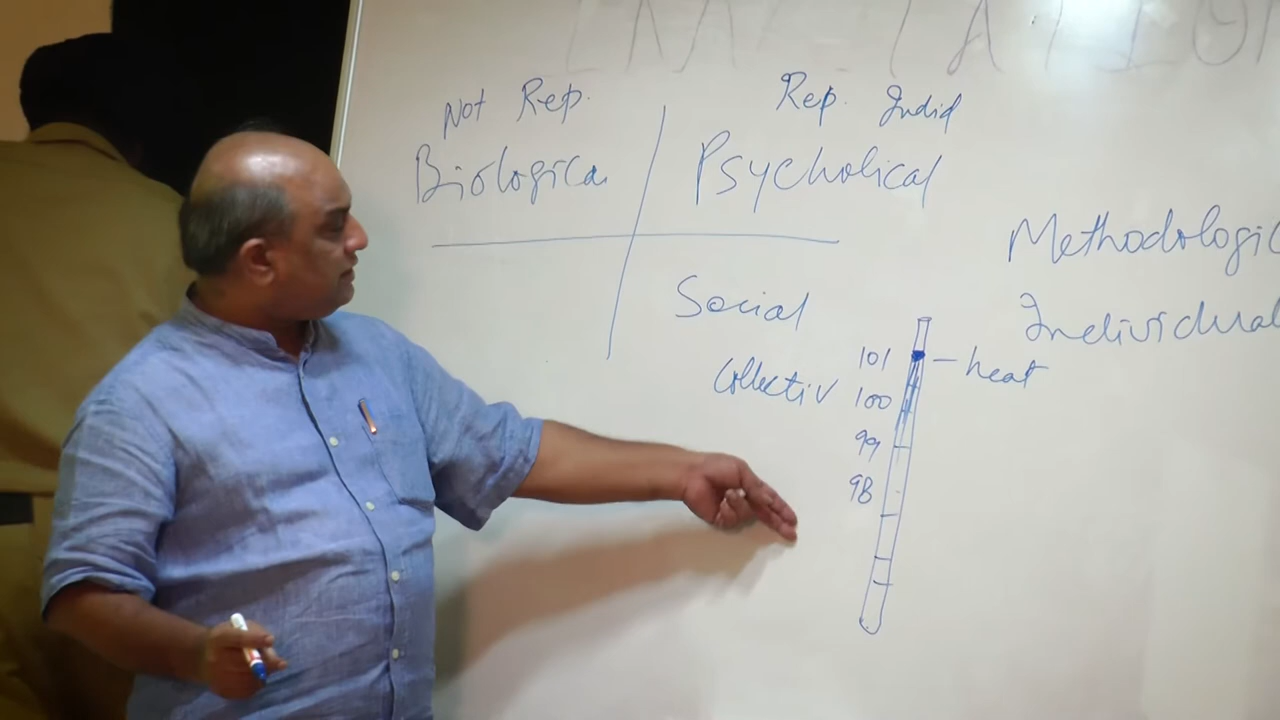 Not Rep.
Rep. Indid
Biologica
Psycholical
Social
Collectiv
Methodologic
Individual
101
heat
100
99
98